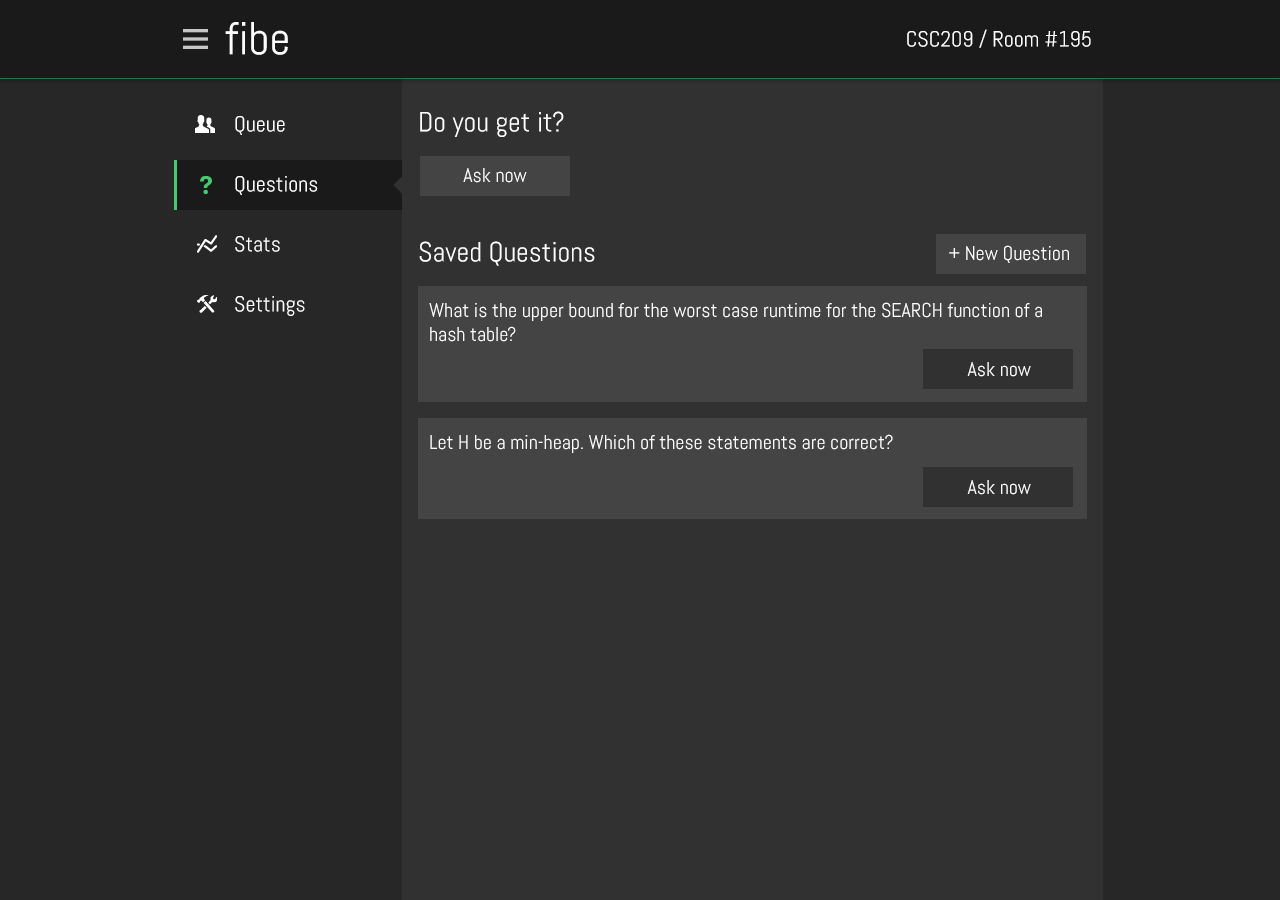 fibe
CSC209 / Room #195
Queue
Questions
Stats
Settings
Do you get it?
Ask now
Saved Questions
+ New Question
What is the upper bound for the worst case runtime for the SEARCH function of a
hash table?
Ask now
Let H be a min-heap. Which of these statements are correct?
Ask now